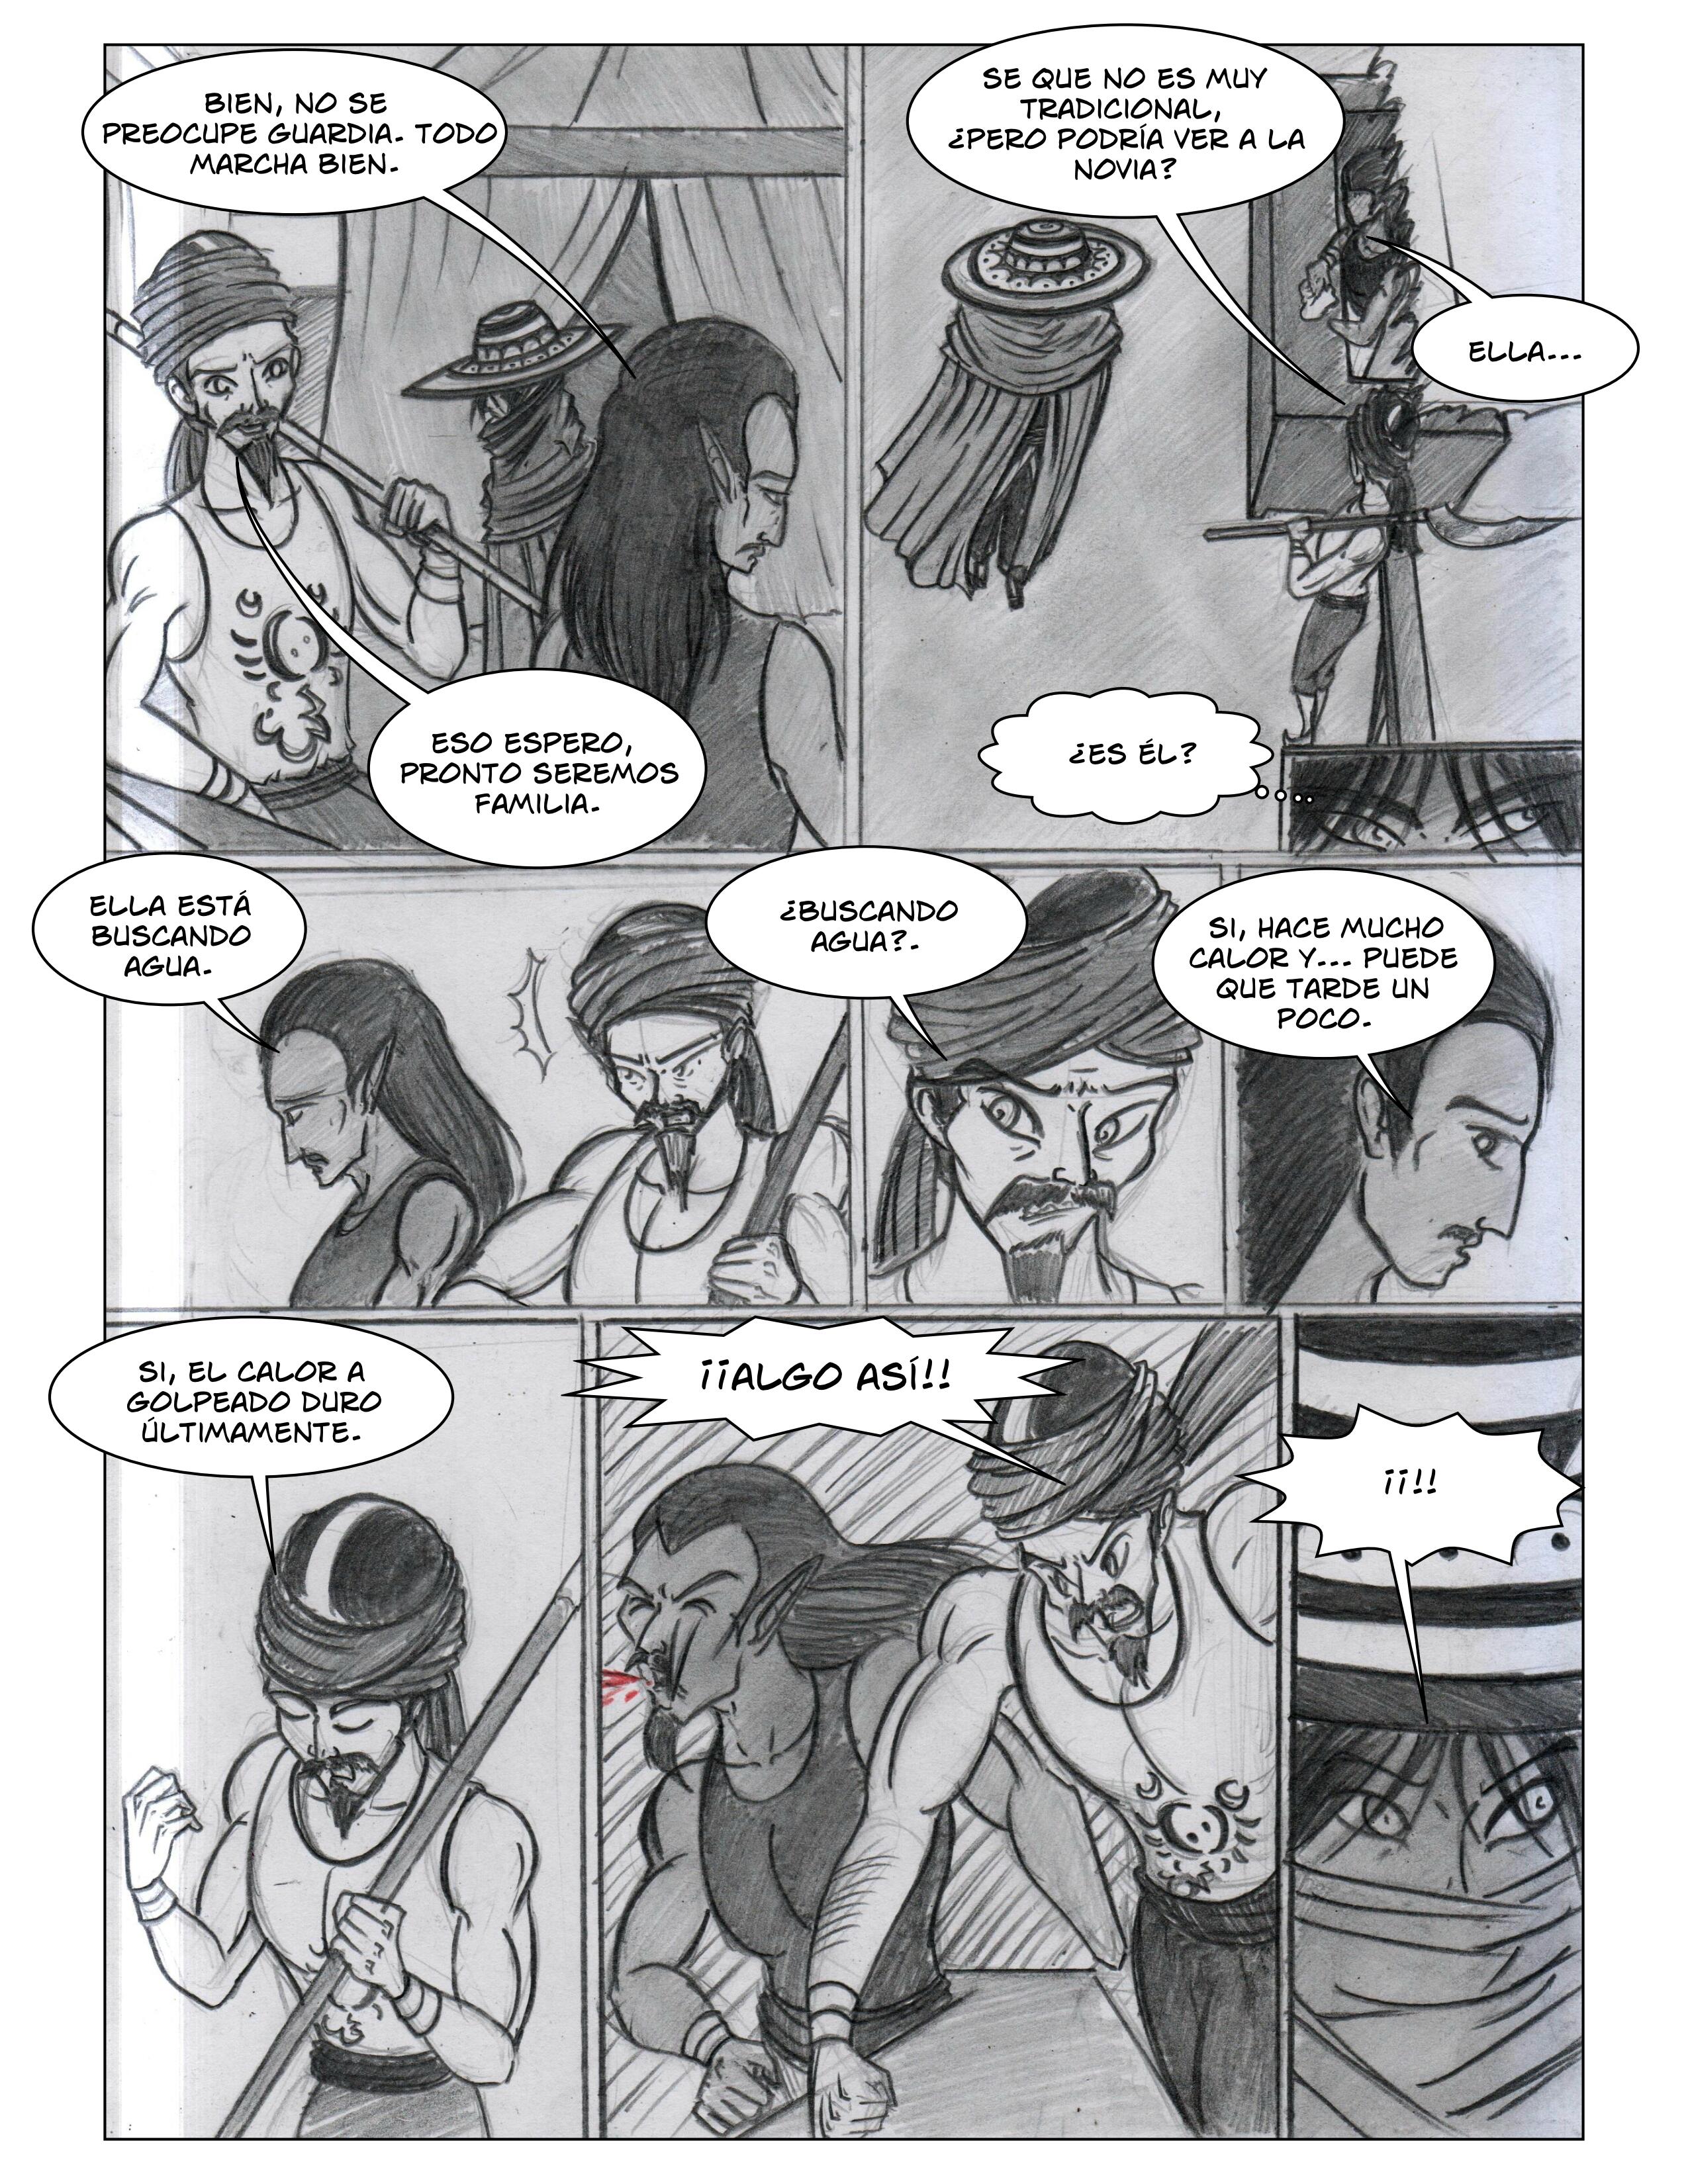 BIEN, NO SE
PREOCUPE GUARDIA. TODO
MARCHA BIEN.
ESO ESPERO,
PRONTO SEREMOS
FAMILIA.
SE QUE NO ES MUY
TRADICIONAL,
¿PERO PODRÍA VER A LA
NOVIA?
ELLA...
¿ES ÉL?
ELLA ESTÁ
BUSCANDO
AGUA.
¿BUSCANDO
AGUA?.
SI, HACE MUCHO
CALOR Y... PUEDE
QUE TARDE UN
POCO.
SI, EL CALOR A
GOLPEADO DURO
ÚLTIMAMENTE.
¡¡ALGO ASÍ!!
¡¡!!